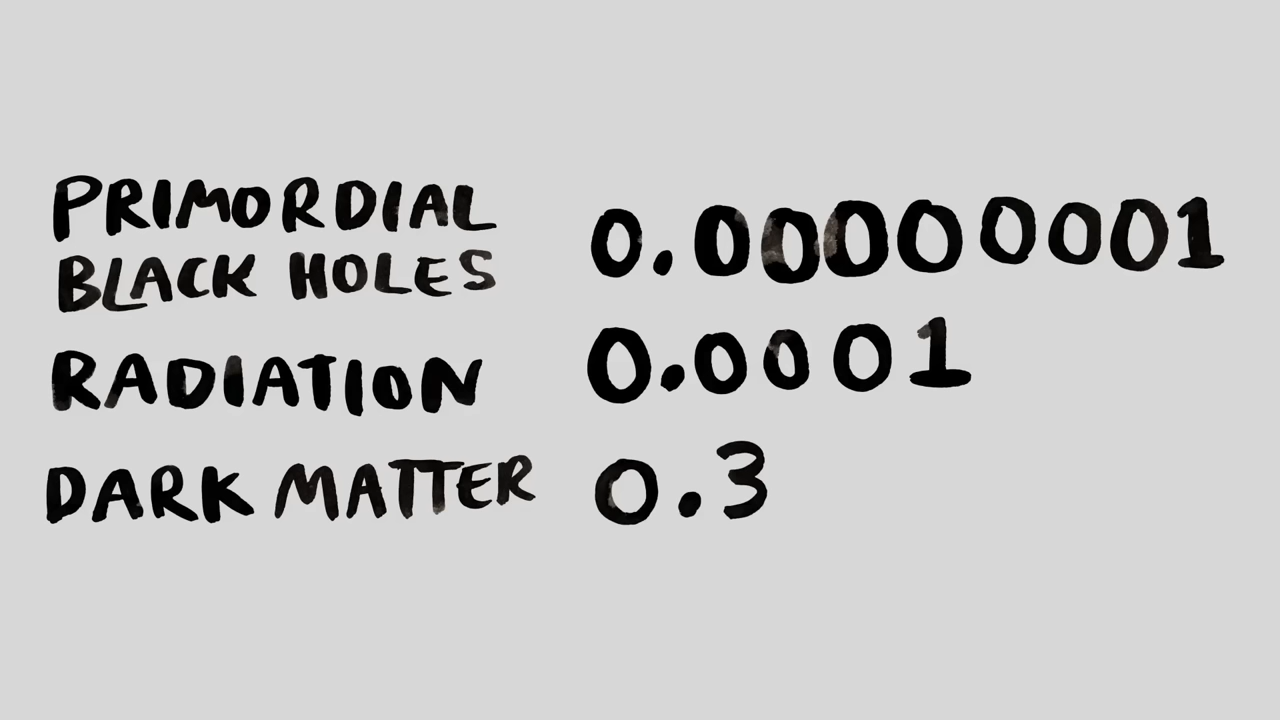 PRIMORDIAL
BLACK HOLES 0.00000001
RADIATION 0.0001
DARK MATTER 0.3